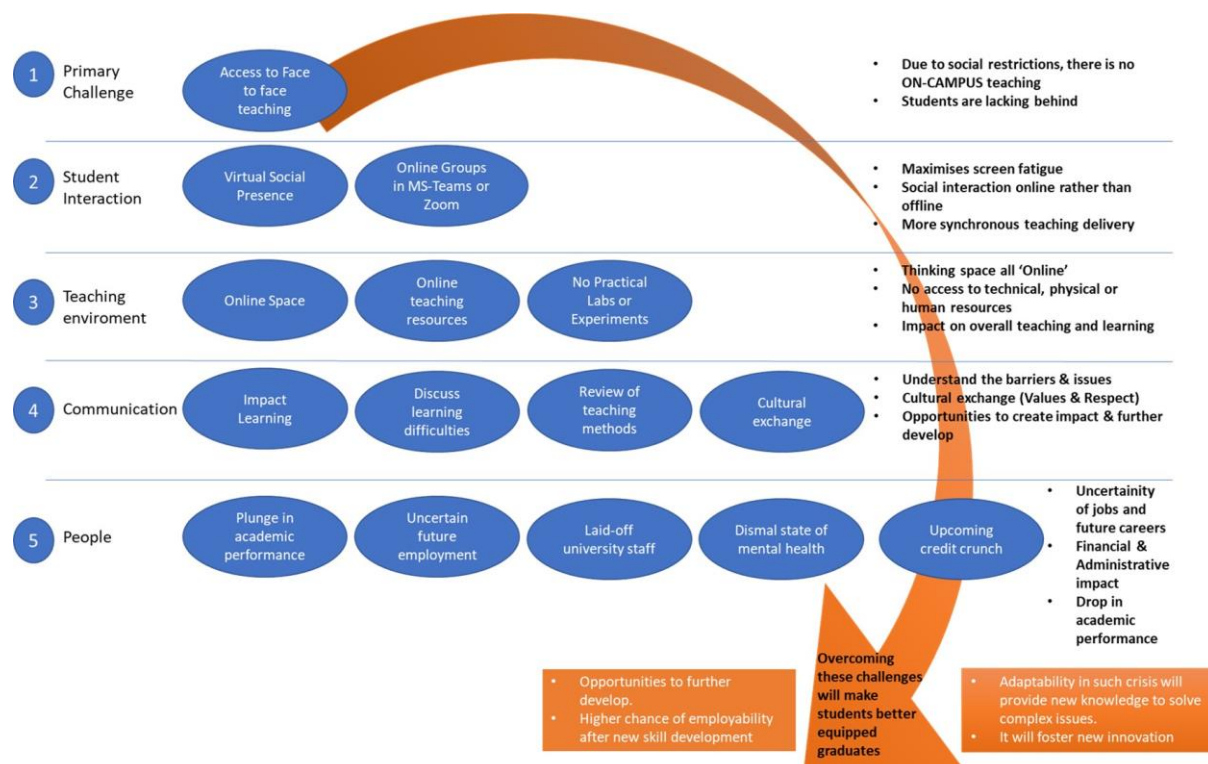 1
Primary
Challenge
Access to Face
to face
teaching
• Due to social restrictions, there is no
ON-CAMPUS teaching
• Students are lacking behind
2
Student
Interaction
Virtual Social
Presence
Online Groups
in MS-Teams or
Zoom
• Maximises screen fatigue
• Social interaction online rather than
offline
• More synchronous teaching delivery
3
Teaching
enviroment
Online Space
Online
teaching
resources
No Practical
Labs or
Experiments
• Thinking space all ‘Online’
• No access to technical, physical or
human resources
• Impact on overall teaching and learning
4
Communication
Impact
Learning
Discuss
learning
difficulties
Review of
teaching
methods
Cultural
exchange
• Understand the barriers & issues
• Cultural exchange (Values & Respect)
• Opportunities to create impact & further
develop
5
People
Plunge in
academic
performance
Uncertain
future
employment
Laid-off
university staff
Dismal state of
mental health
Upcoming
credit crunch
• Uncertainity
of jobs and
future careers
• Financial &
Administrative
impact
• Drop in
academic
performance
• Opportunities to further
develop.
• Higher chance of employability
after new skill development
Overcoming
these challenges
will make
students better
equipped
graduates
• Adaptability in such crisis will
provide new knowledge to solve
complex issues.
• It will foster new innovation